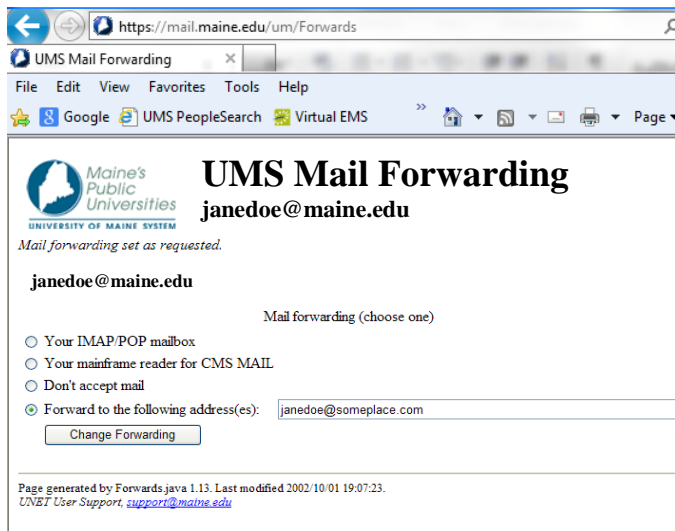 https://mail.maine.edu/um/Forwards
UMS Mail Forwarding
File Edit View Favorites Tools Help
Google UMS PeopleSearch Virtual EMS » Page
Maine's
Public
Universities
UNIVERSITY OF MAINE SYSTEM
UMS Mail Forwarding
janedoe@maine.edu
Mail forwarding set as requested.
janedoe@maine.edu
Mail forwarding (choose one)
Your IMAP/POP mailbox
Your mainframe reader for CMS MAIL
Don't accept mail
Forward to the following address(es): janedoe@someplace.com
Change Forwarding
Page generated by Forwards.java 1.13. Last modified 2002/10/01 19:07:23.
UNET User Support, support@maine.edu